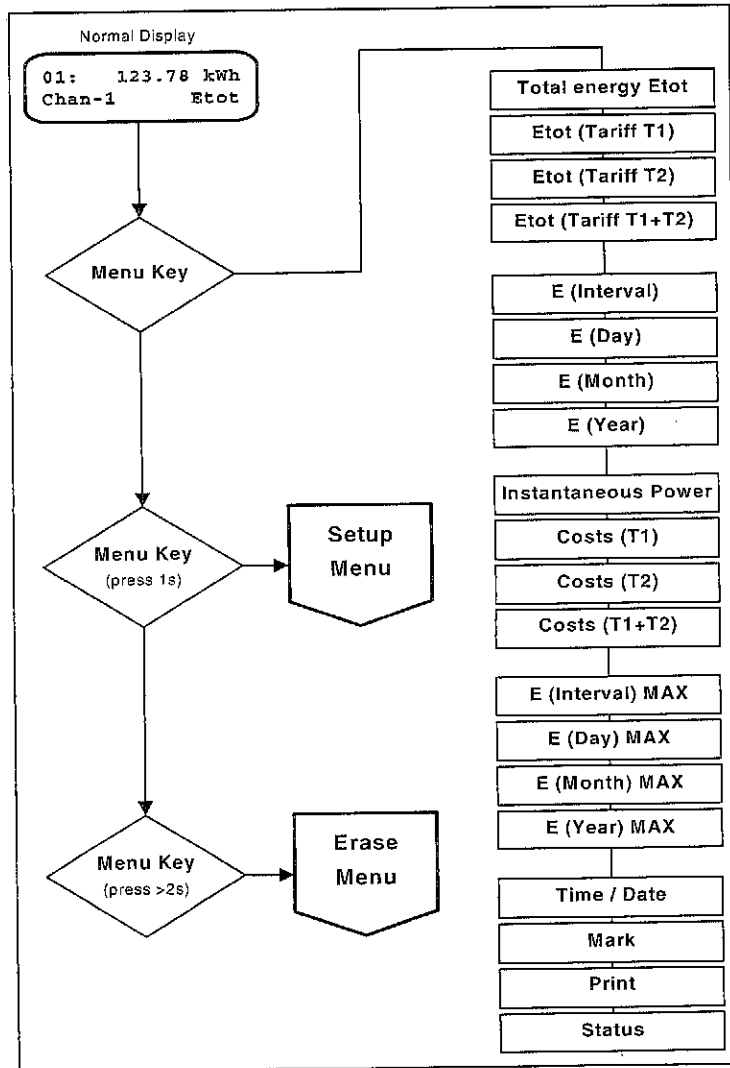 Normal Display
01: 123.78 kWh
Chan-1 Etot
Menu Key
Menu Key
(press 1s)
Setup
Menu
Menu Key
(press >2s)
Erase
Menu
Total energy Etot
Etot (Tariff T1)
Etot (Tariff T2)
Etot (Tariff T1+T2)
E (Interval)
E (Day)
E (Month)
E (Year)
Instantaneous Power
Costs (T1)
Costs (T2)
Costs (T1+T2)
E (Interval) MAX
E (Day) MAX
E (Month) MAX
E (Year) MAX
Time / Date
Mark
Print
Status